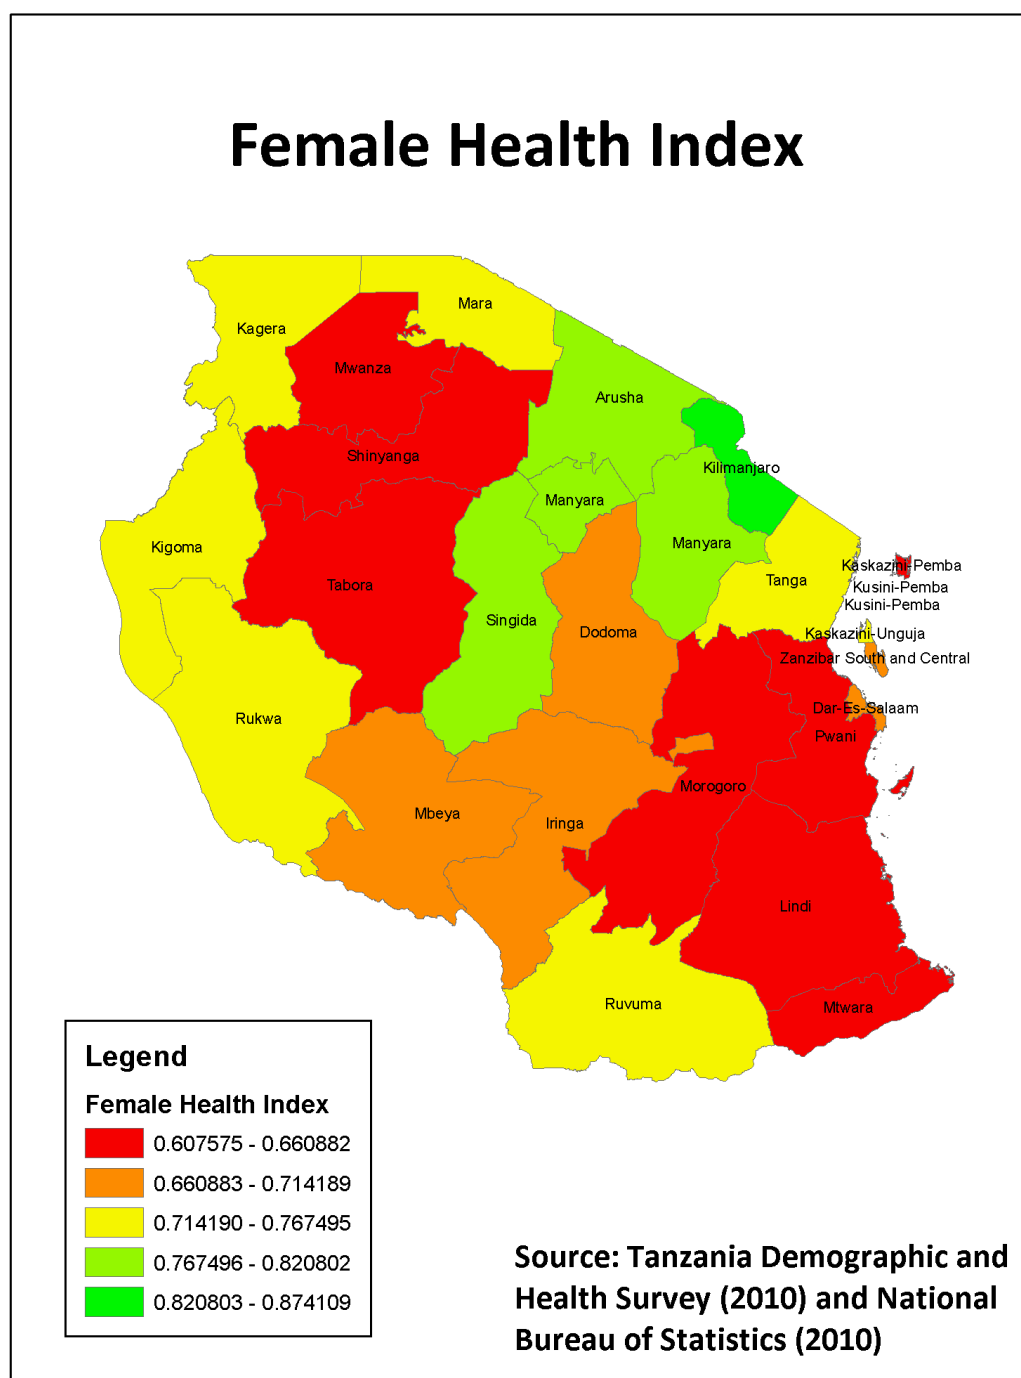 Female Health Index
Mara
Kagera
Mwanza
Arusha
Shinyanga
Kilimanjaro
Manyara
Kigoma
Manyara
Kaskazini-Pemba
Tabora
Tanga
Kusini-Pemba
Kusini-Pemba
Singida
Dodoma
Kaskazini-Unguja
Zanzibar South and Central
Rukwa
Dar-Es-Salaam
Pwani
Morogoro
Mbeya
Iringa
Lindi
Ruvuma
Mtwara
Legend
Female Health Index
0.607575 - 0.660882
0.660883 - 0.714189
0.714190 - 0.767495
0.767496 - 0.820802
0.820803 - 0.874109
Source: Tanzania Demographic and
Health Survey (2010) and National
Bureau of Statistics (2010)